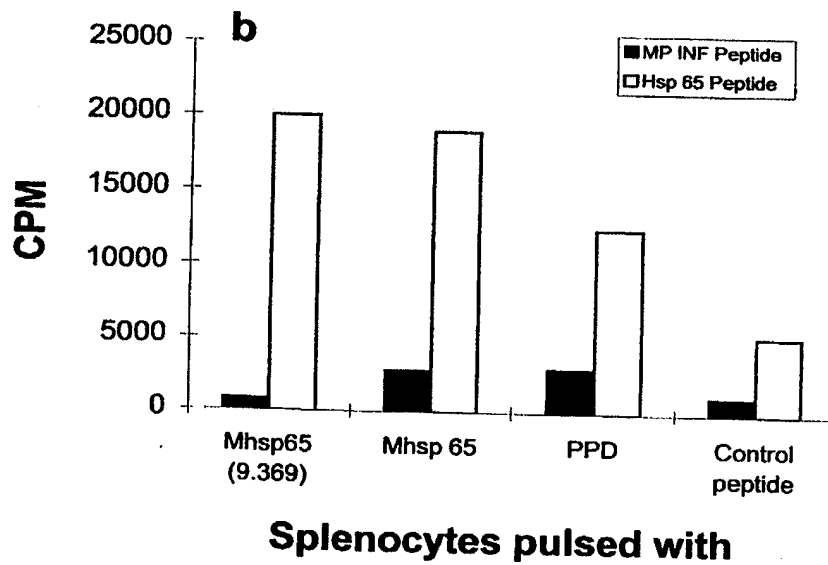 b
MP INF Peptide
Hsp 65 Peptide
25000
20000
15000
10000
5000
0
CPM
Mhsp65
(9.369)
Mhsp 65
PPD
Control
peptide
Splenocytes pulsed with